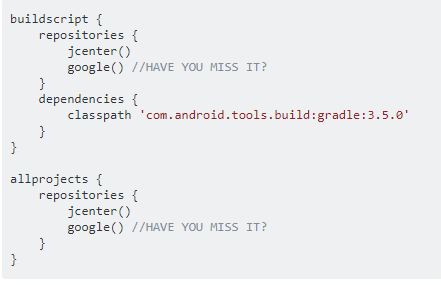 buildscript {
    repositories {
        jcenter()
        google() //HAVE YOU MISS IT?
    }
    dependencies {
        classpath 'com.android.tools.build:gradle:3.5.0'
    }
}

allprojects {
    repositories {
        jcenter()
        google() //HAVE YOU MISS IT?
    }
}